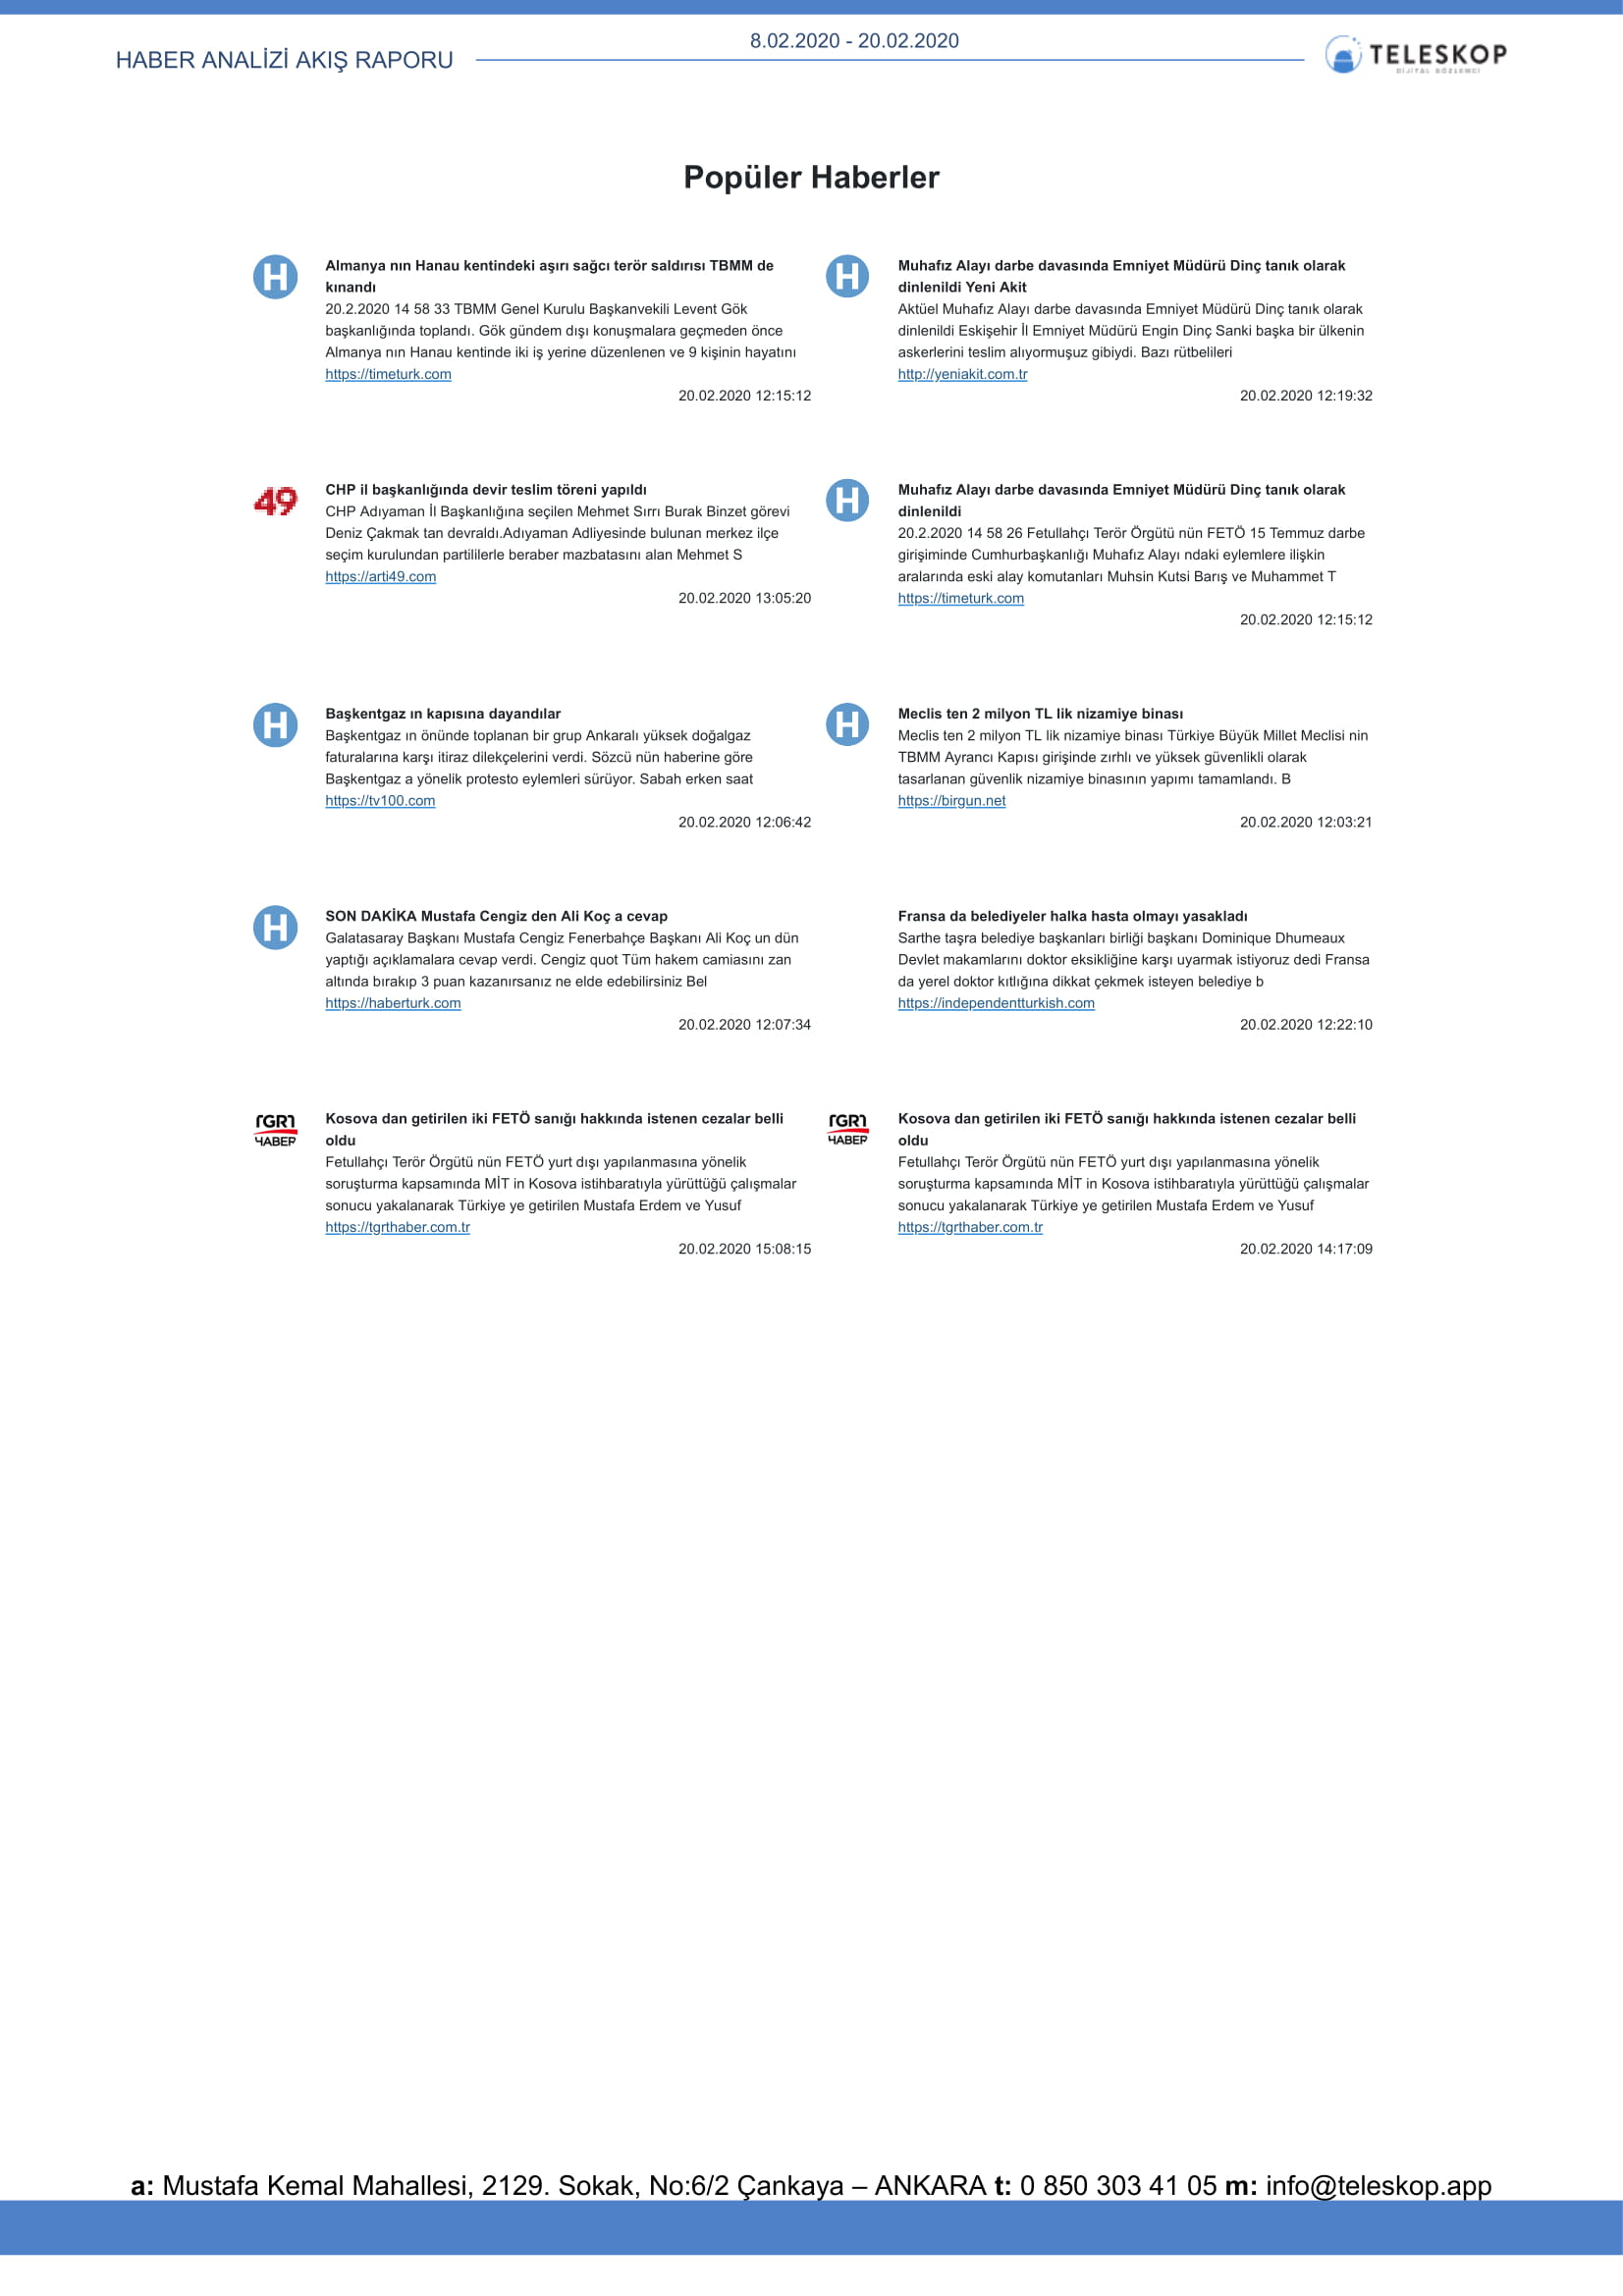 8.02.2020 - 20.02.2020
HABER ANALİZİ AKIŞ RAPORU
TELESKOP
DİJİTAL GÖZLEMCİ
Popüler Haberler
H
Almanya nın Hanau kentindeki aşırı sağcı terör saldırısı TBMM de
kınandı
20.2.2020 14 58 33 TBMM Genel Kurulu Başkanvekili Levent Gök
başkanlığında toplandı. Gök gündem dışı konuşmalara geçmeden önce
Almanya nın Hanau kentinde iki iş yerine düzenlenen ve 9 kişinin hayatını
https://timeturk.com
20.02.2020 12:15:12
H
Muhafız Alayı darbe davasında Emniyet Müdürü Dinç tanık olarak
dinlenildi Yeni Akit
Aktüel Muhafız Alayı darbe davasında Emniyet Müdürü Dinç tanık olarak
dinlenildi Eskişehir İl Emniyet Müdürü Engin Dinç Sanki başka bir ülkenin
askerlerini teslim alıyormuşuz gibiydi. Bazı rütbelileri
http://yeniakit.com.tr
20.02.2020 12:19:32
49
CHP il başkanlığında devir teslim töreni yapıldı
CHP Adıyaman İl Başkanlığına seçilen Mehmet Sırrı Burak Binzet görevi
Deniz Çakmak tan devraldı.Adıyaman Adliyesinde bulunan merkez ilçe
seçim kurulundan partililerle beraber mazbatasını alan Mehmet S
https://arti49.com
20.02.2020 13:05:20
H
Muhafız Alayı darbe davasında Emniyet Müdürü Dinç tanık olarak
dinlenildi
20.2.2020 14 58 26 Fetullahçı Terör Örgütü nün FETÖ 15 Temmuz darbe
girişiminde Cumhurbaşkanlığı Muhafız Alayı ndaki eylemlere ilişkin
aralarında eski alay komutanları Muhsin Kutsi Barış ve Muhammet T
https://timeturk.com
20.02.2020 12:15:12
H
Başkentgaz ın kapısına dayandılar
Başkentgaz ın önünde toplanan bir grup Ankaralı yüksek doğalgaz
faturalarına karşı itiraz dilekçelerini verdi. Sözcü nün haberine göre
Başkentgaz a yönelik protesto eylemleri sürüyor. Sabah erken saat
https://tv100.com
20.02.2020 12:06:42
H
Meclis ten 2 milyon TL lik nizamiye binası
Meclis ten 2 milyon TL lik nizamiye binası Türkiye Büyük Millet Meclisi nin
TBMM Ayrancı Kapısı girişinde zırhlı ve yüksek güvenlikli olarak
tasarlanan güvenlik nizamiye binasının yapımı tamamlandı. B
https://birgun.net
20.02.2020 12:03:21
H
SON DAKİKA Mustafa Cengiz den Ali Koç a cevap
Galatasaray Başkanı Mustafa Cengiz Fenerbahçe Başkanı Ali Koç un dün
yaptığı açıklamalara cevap verdi. Cengiz quot Tüm hakem camiasını zan
altında bırakıp 3 puan kazanırsanız ne elde edebilirsiniz Bel
https://haberturk.com
20.02.2020 12:07:34
Fransa da belediyeler halka hasta olmayı yasakladı
Sarthe taşra belediye başkanları birliği başkanı Dominique Dhumeaux
Devlet makamlarını doktor eksikliğine karşı uyarmak istiyoruz dedi Fransa
da yerel doktor kıtlığına dikkat çekmek isteyen belediye b
https://independentturkish.com
20.02.2020 12:22:10
TGRT
HABER
Kosova dan getirilen iki FETÖ sanığı hakkında istenen cezalar belli
oldu
Fetullahçı Terör Örgütü nün FETÖ yurt dışı yapılanmasına yönelik
soruşturma kapsamında MİT in Kosova istihbaratıyla yürüttüğü çalışmalar
sonucu yakalanarak Türkiye ye getirilen Mustafa Erdem ve Yusuf
https://tgrthaber.com.tr
20.02.2020 15:08:15
TGRT
HABER
Kosova dan getirilen iki FETÖ sanığı hakkında istenen cezalar belli
oldu
Fetullahçı Terör Örgütü nün FETÖ yurt dışı yapılanmasına yönelik
soruşturma kapsamında MİT in Kosova istihbaratıyla yürüttüğü çalışmalar
sonucu yakalanarak Türkiye ye getirilen Mustafa Erdem ve Yusuf
https://tgrthaber.com.tr
20.02.2020 14:17:09
a: Mustafa Kemal Mahallesi, 2129. Sokak, No:6/2 Çankaya – ANKARA t: 0 850 303 41 05 m: info@teleskop.app